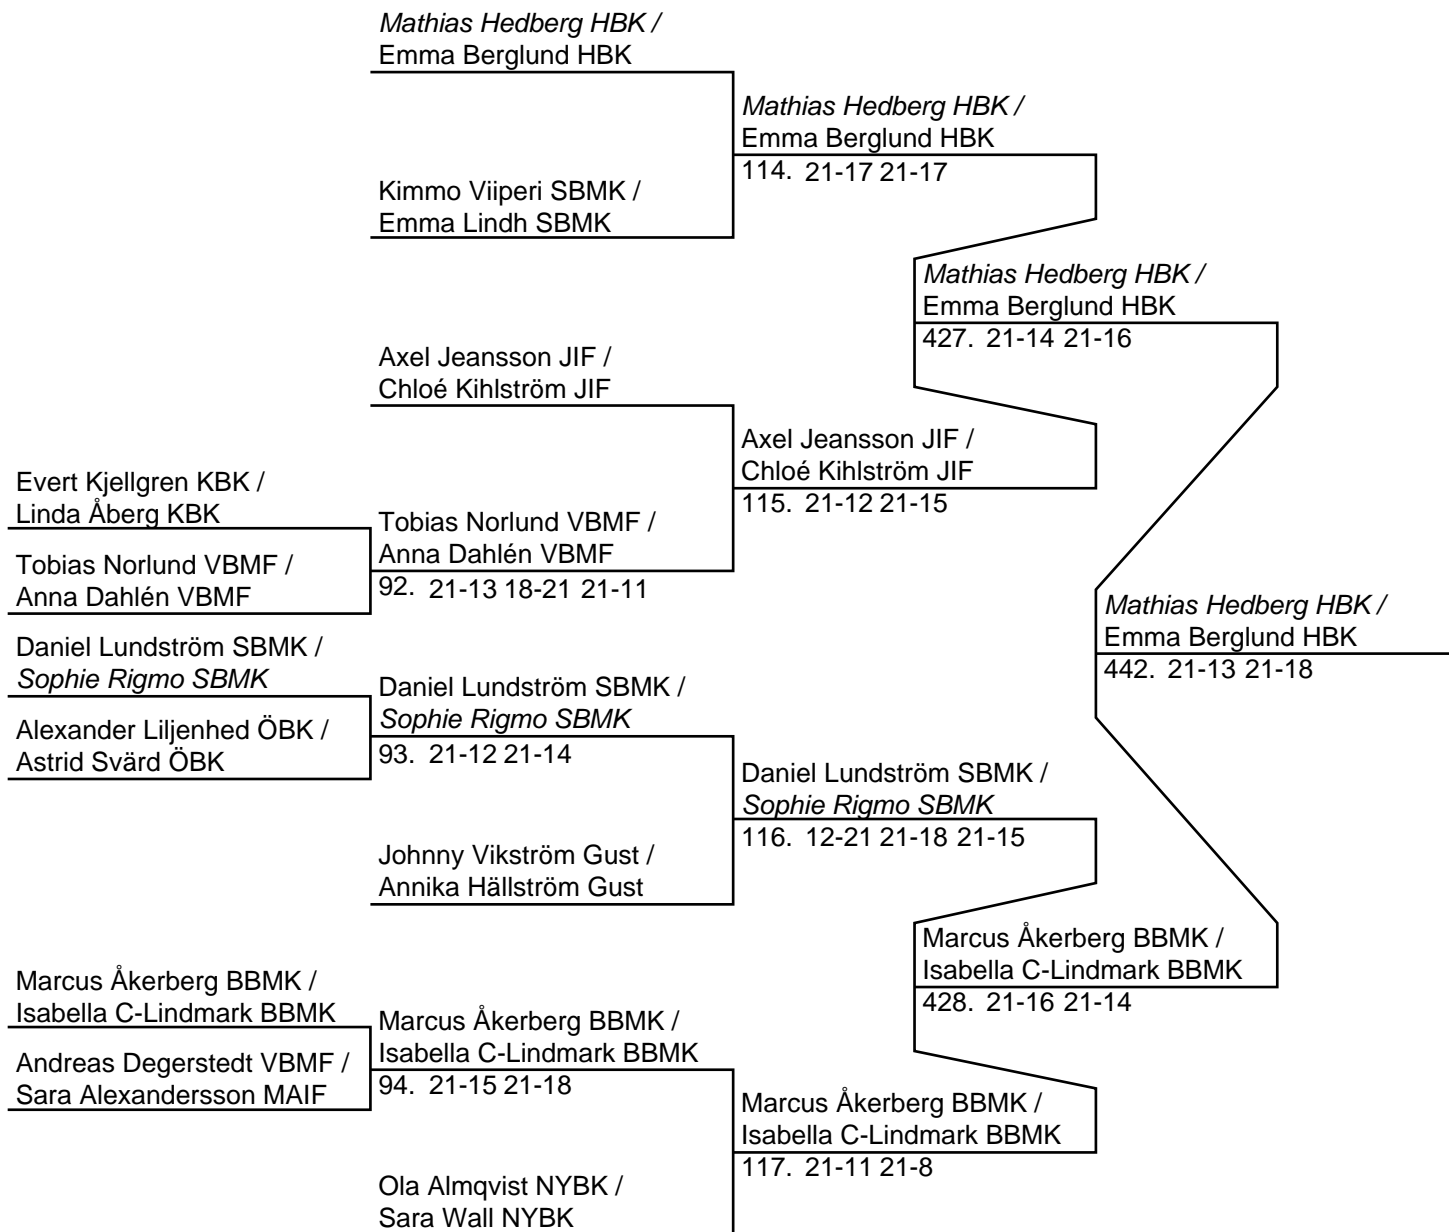 Mathias Hedberg HBK /
Emma Berglund HBK
Mathias Hedberg HBK /
Emma Berglund HBK
114. 21-17 21-17
Kimmo Viiperi SBMK /
Emma Lindh SBMK
Mathias Hedberg HBK /
Emma Berglund HBK
427. 21-14 21-16
Axel Jeansson JIF /
Chloé Kihlström JIF
Axel Jeansson JIF /
Chloé Kihlström JIF
115. 21-12 21-15
Evert Kjellgren KBK /
Linda Åberg KBK
Tobias Norlund VBMF /
Anna Dahlén VBMF
92. 21-13 18-21 21-11
Tobias Norlund VBMF /
Anna Dahlén VBMF
Mathias Hedberg HBK /
Emma Berglund HBK
442. 21-13 21-18
Daniel Lundström SBMK /
Sophie Rigmo SBMK
Daniel Lundström SBMK /
Sophie Rigmo SBMK
93. 21-12 21-14
Alexander Liljenhed ÖBK /
Astrid Svärd ÖBK
Daniel Lundström SBMK /
Sophie Rigmo SBMK
116. 12-21 21-18 21-15
Johnny Vikström Gust /
Annika Hällström Gust
Marcus Åkerberg BBMK /
Isabella C-Lindmark BBMK
428. 21-16 21-14
Marcus Åkerberg BBMK /
Isabella C-Lindmark BBMK
Marcus Åkerberg BBMK /
Isabella C-Lindmark BBMK
94. 21-15 21-18
Andreas Degerstedt VBMF /
Sara Alexandersson MAIF
Marcus Åkerberg BBMK /
Isabella C-Lindmark BBMK
117. 21-11 21-8
Ola Almqvist NYBK /
Sara Wall NYBK